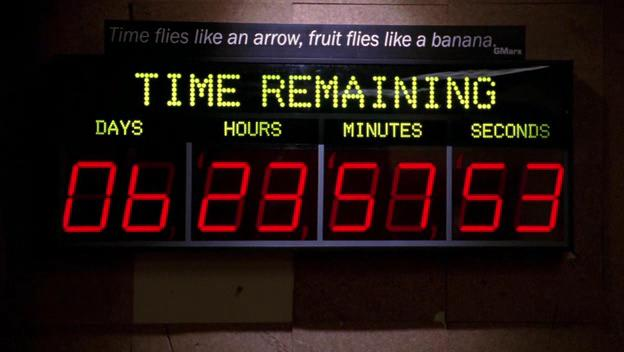 Time flies like an arrow, fruit flies like a banana.
GMarx
TIME REMAINING
DAYS HOURS MINUTES SECONDS
06 23 57 53